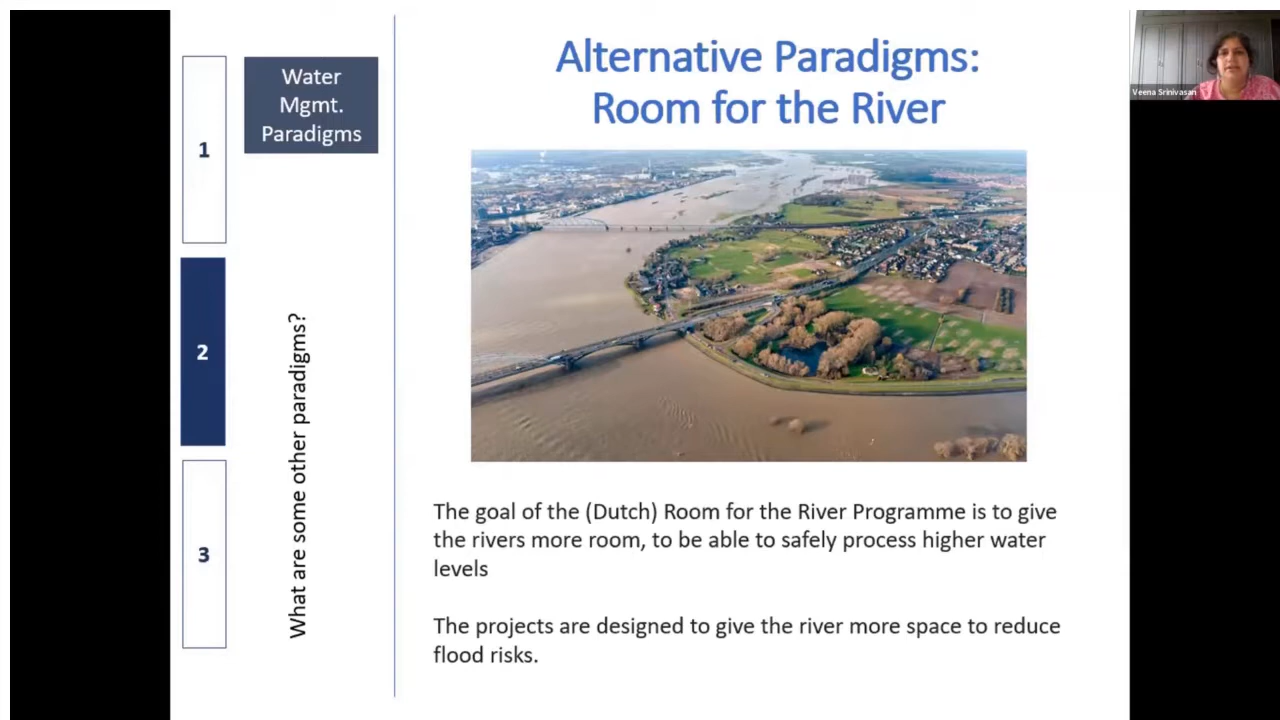 Water
Mgmt.
Paradigms
1
2
3
What are some other paradigms?
Alternative Paradigms:
Room for the River
The goal of the (Dutch) Room for the River Programme is to give
the rivers more room, to be able to safely process higher water
levels
The projects are designed to give the river more space to reduce
flood risks.
Veena Srinivasan